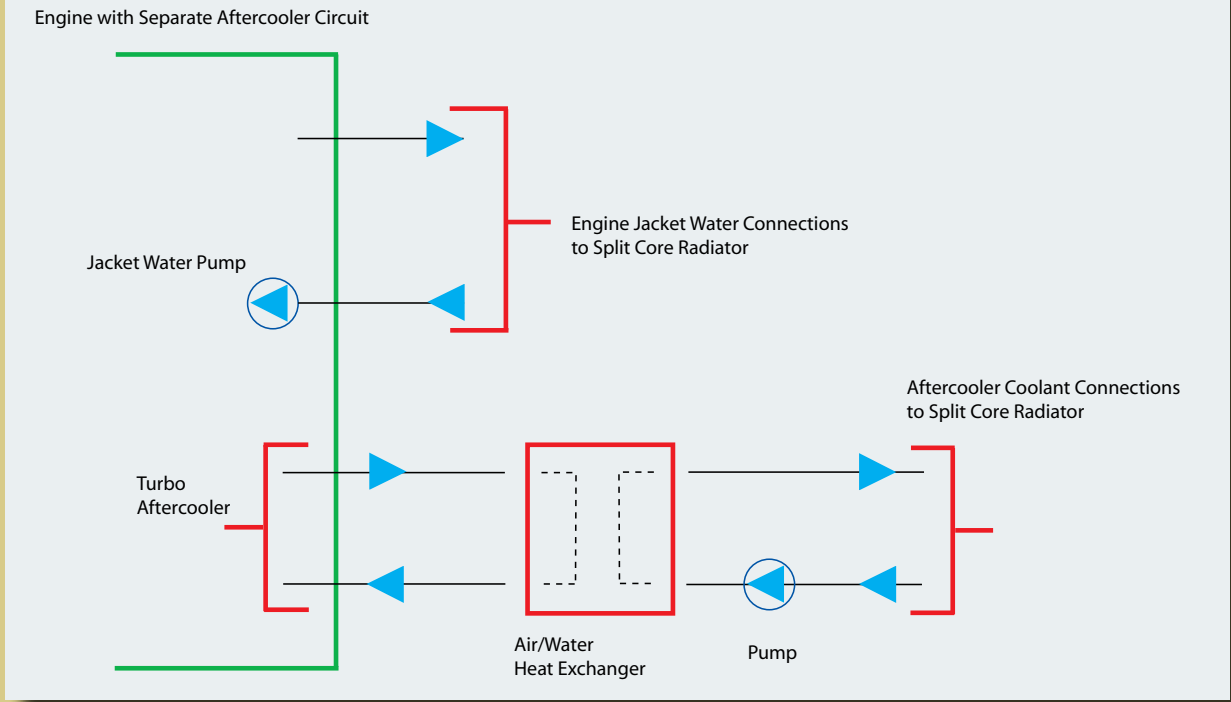 Engine with Separate Aftercooler Circuit
Engine Jacket Water Connections
to Split Core Radiator
Jacket Water Pump
Aftercooler Coolant Connections
to Split Core Radiator
Turbo
Aftercooler
Air/Water
Heat Exchanger
Pump